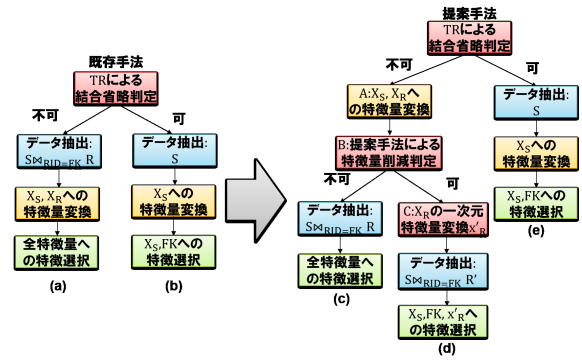 既存手法
TRによる
結合省略判定
不可
可
データ抽出:
S⋈RID=FK R
データ抽出:
S
XS, XRへの
特徴量変換
XSへの
特徴量変換
全特徴量へ
の特徴選択
XS,FKへの
特徴選択
(a)
(b)
提案手法
TRによる
結合省略判定
不可
可
A:XS, XRへ
の特徴量変換
データ抽出:
S
B:提案手法による
特徴量削減判定
XSへの
特徴量変換
不可
可
データ抽出:
S⋈RID=FK R
C:XRの一次元
特徴量変換x'R
XS,FKへの
特徴選択
(e)
全特徴量へ
の特徴選択
データ抽出:
S⋈RID=FK R'
(c)
XS,FK, x'Rへ
の特徴選択
(d)